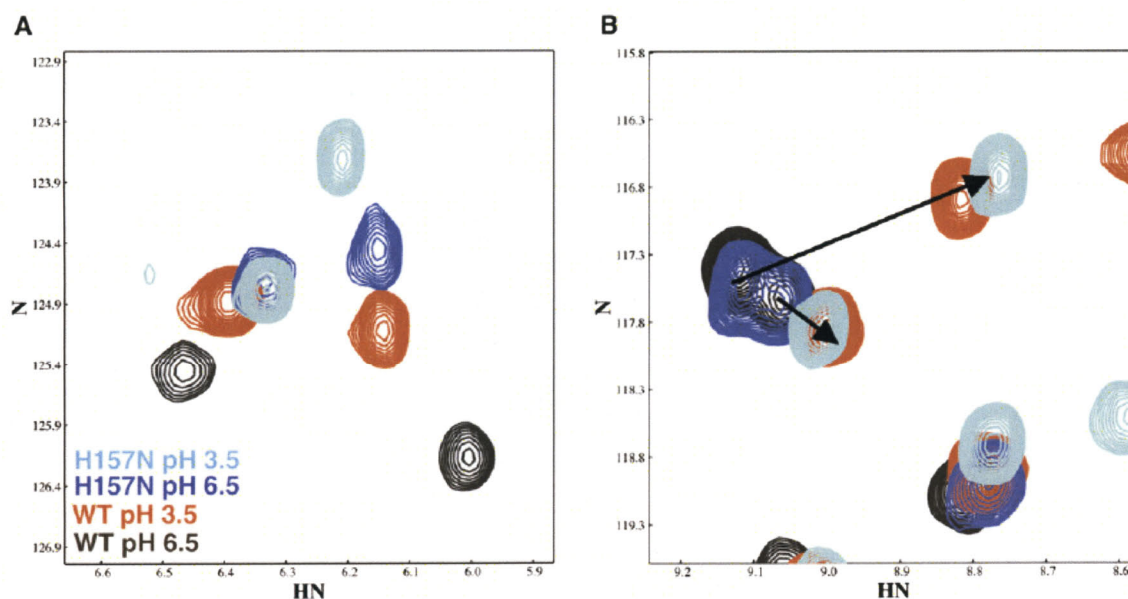 A
122.9
123.4
123.9
124.4
124.9
125.4
125.9
126.4
126.9
N
H157N pH 3.5
H157N pH 6.5
WT pH 3.5
WT pH 6.5
6.6 6.5 6.4 6.3 6.2 6.1 6.0 5.9
HN
B
115.8
116.3
116.8
117.3
117.8
118.3
118.8
119.3
N
9.2 9.1 9.0 8.9 8.8 8.7 8.6
HN